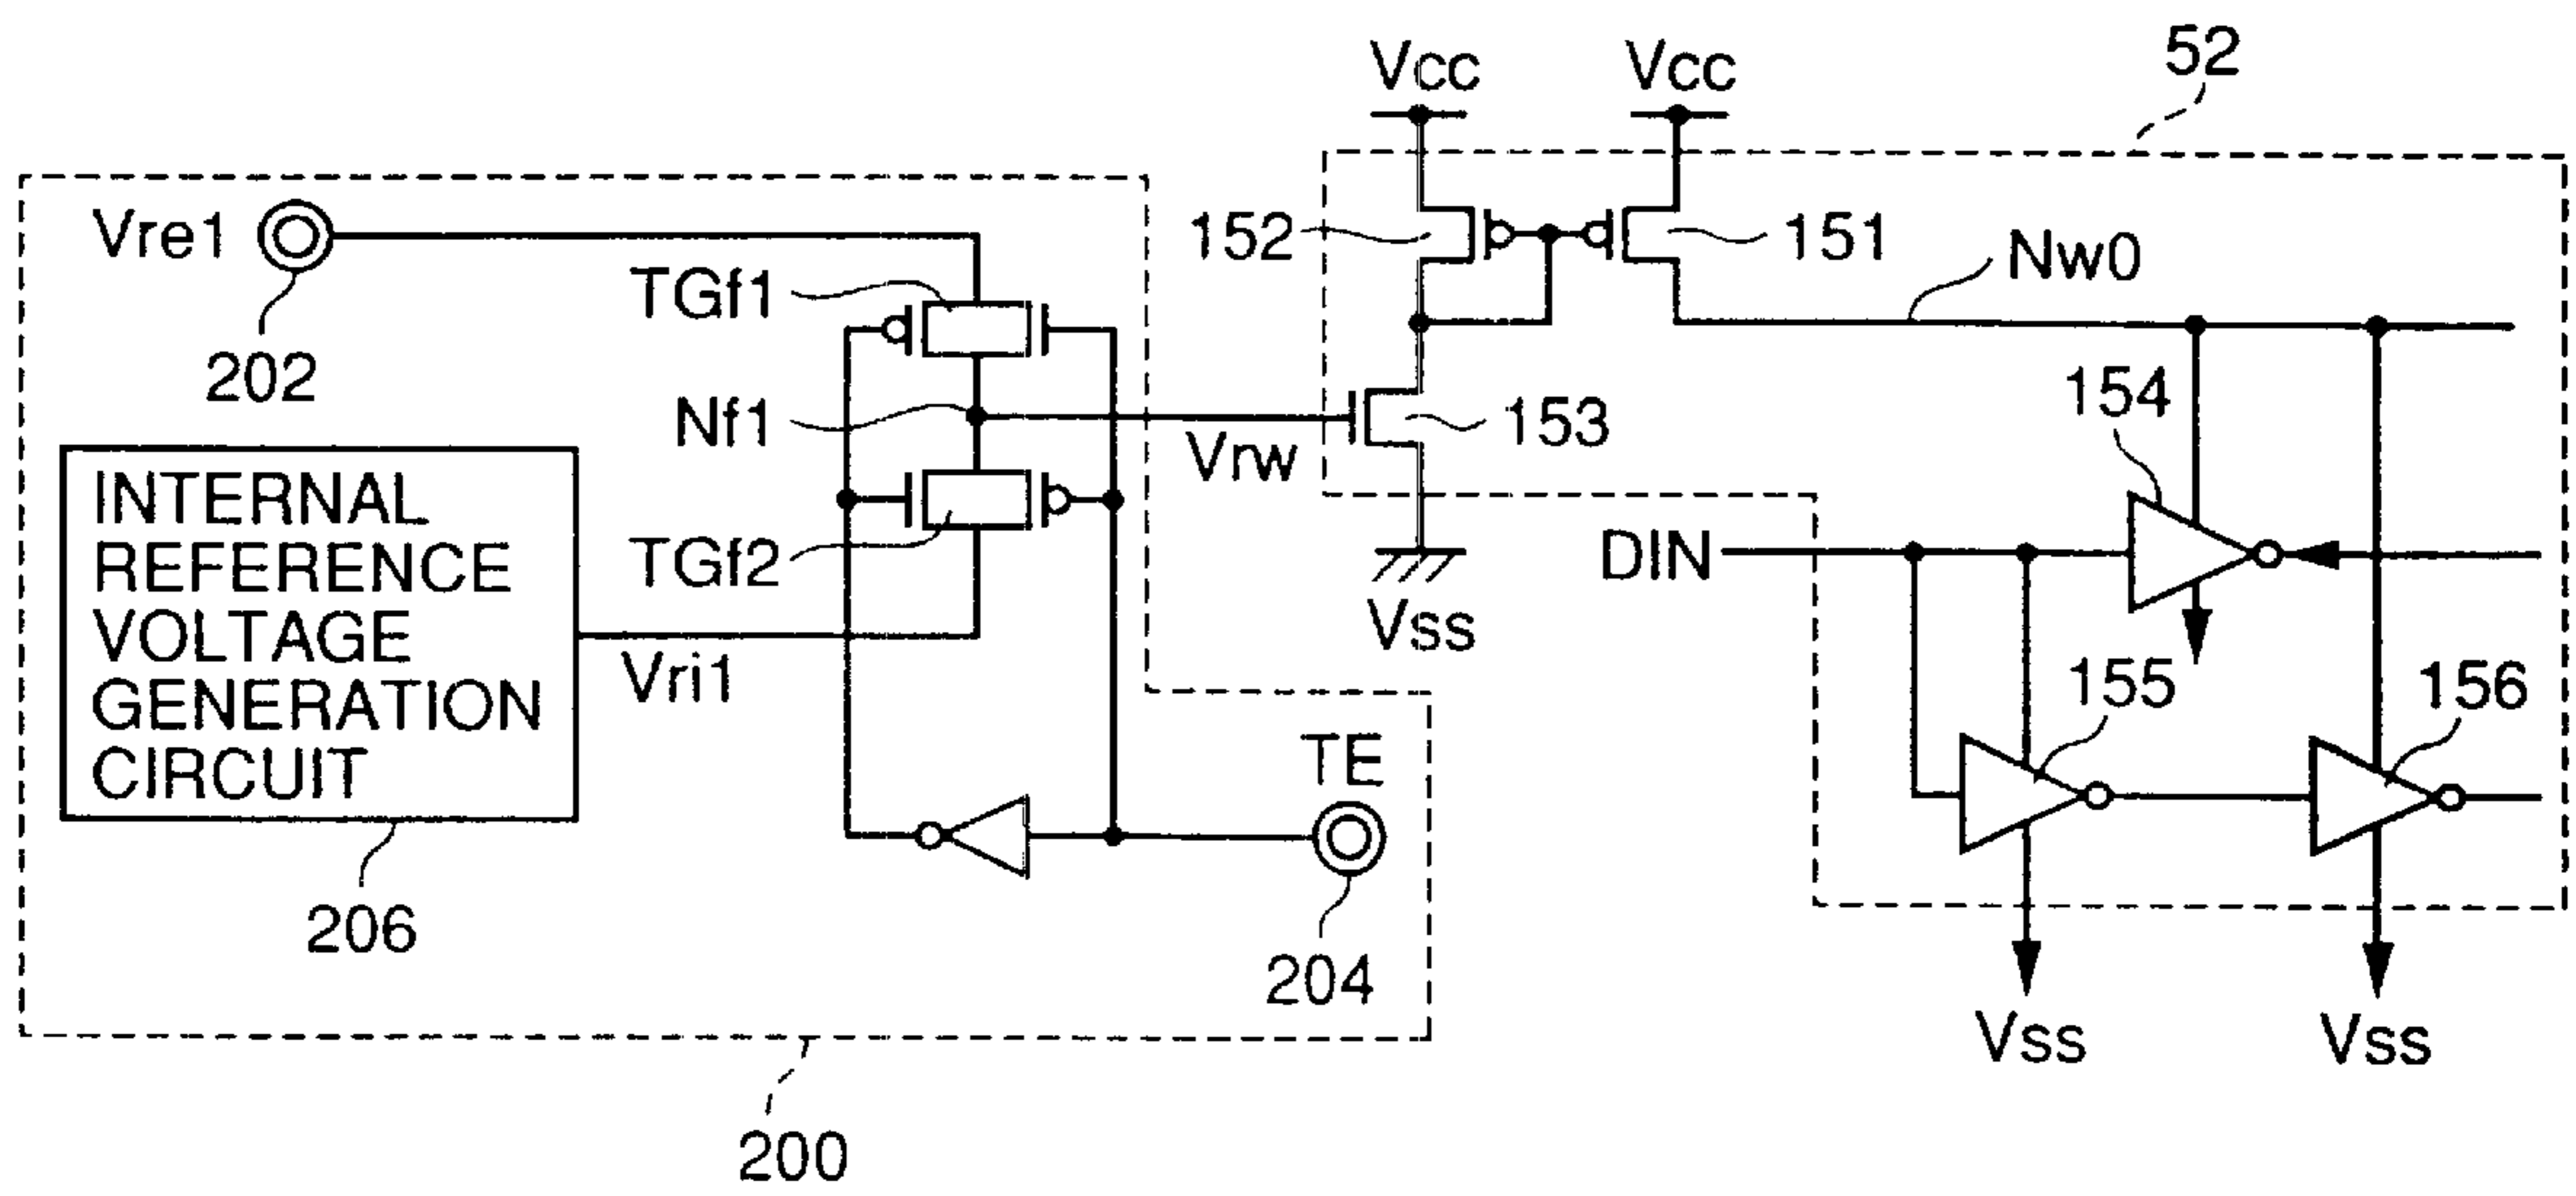 52
Vcc
Vcc
Vre1
152
151
Nw0
TGf1
202
154
Nf1
153
Vrw
INTERNAL
REFERENCE
VOLTAGE
GENERATION
CIRCUIT
TGf2
DIN
Vss
Vri1
155
156
TE
206
204
Vss
Vss
200